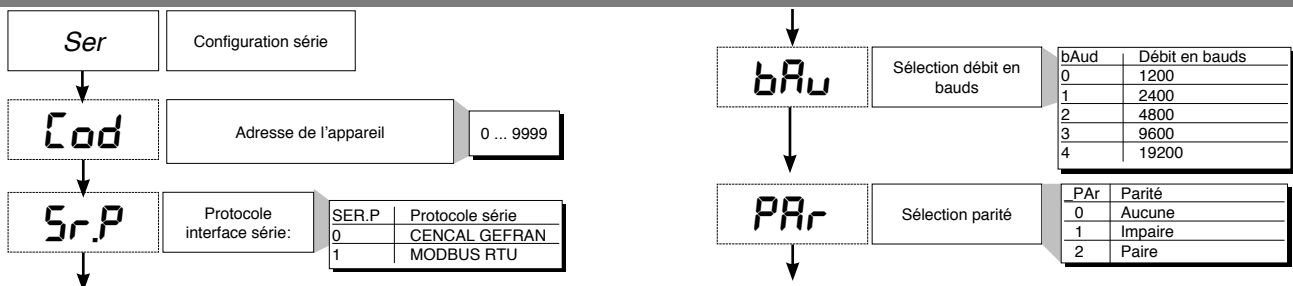 Ser
Configuration série
Cod
Adresse de l'appareil
0 ... 9999
Sr.P
Protocole
interface série:
SER.P Protocole série
0 CENCAL GEFRAN
1 MODBUS RTU
bAu
Sélection débit en
bauds
bAud Débit en bauds
0 1200
1 2400
2 4800
3 9600
4 19200
PAr
Sélection parité
_PAr Parité
0 Aucune
1 Impaire
2 Paire